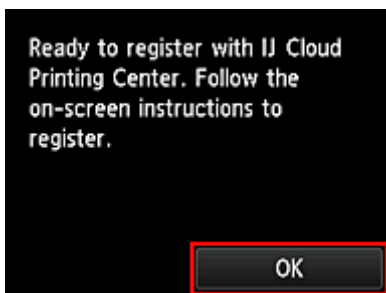 Ready to register with IJ Cloud
Printing Center. Follow the
on-screen instructions to
register.
OK